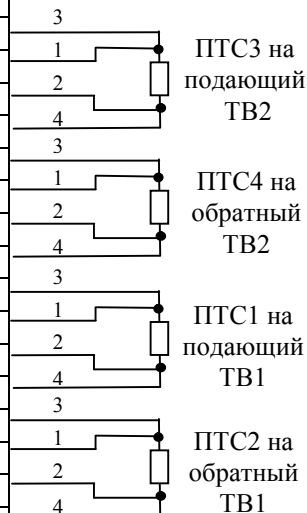 3
1
2
4
ПТС3 на
подающий
ТВ2
3
1
2
4
ПТС4 на
обратный
ТВ2
3
1
2
4
ПТС1 на
подающий
ТВ1
3
1
2
4
ПТС2 на
обратный
ТВ1